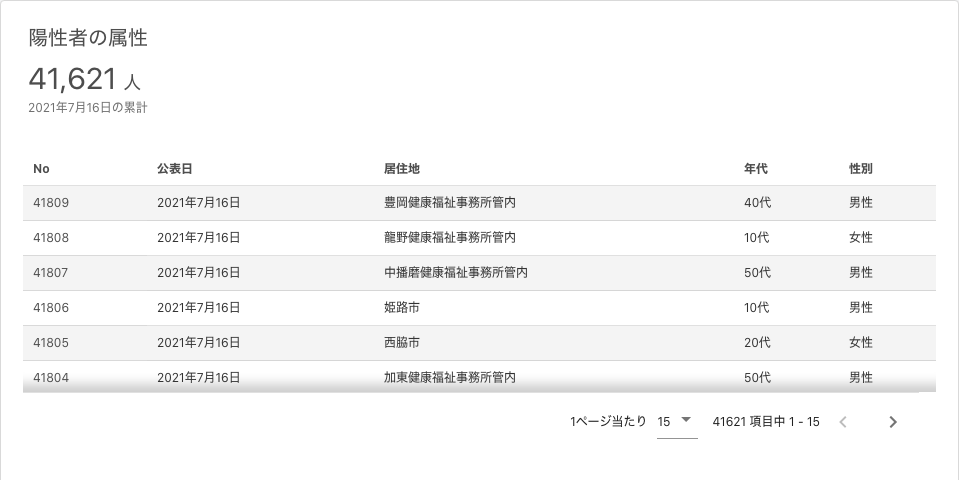 陽性者の属性
41,621 人
2021年7月16日の累計
No 公表日 居住地 年代 性別
41809 2021年7月16日 豊岡健康福祉事務所管内 40代 男性
41808 2021年7月16日 龍野健康福祉事務所管内 10代 女性
41807 2021年7月16日 中播磨健康福祉事務所管内 50代 男性
41806 2021年7月16日 姫路市 10代 男性
41805 2021年7月16日 西脇市 20代 女性
41804 2021年7月16日 加東健康福祉事務所管内 50代 男性
1ページ当たり 15 41621 項目中 1 - 15